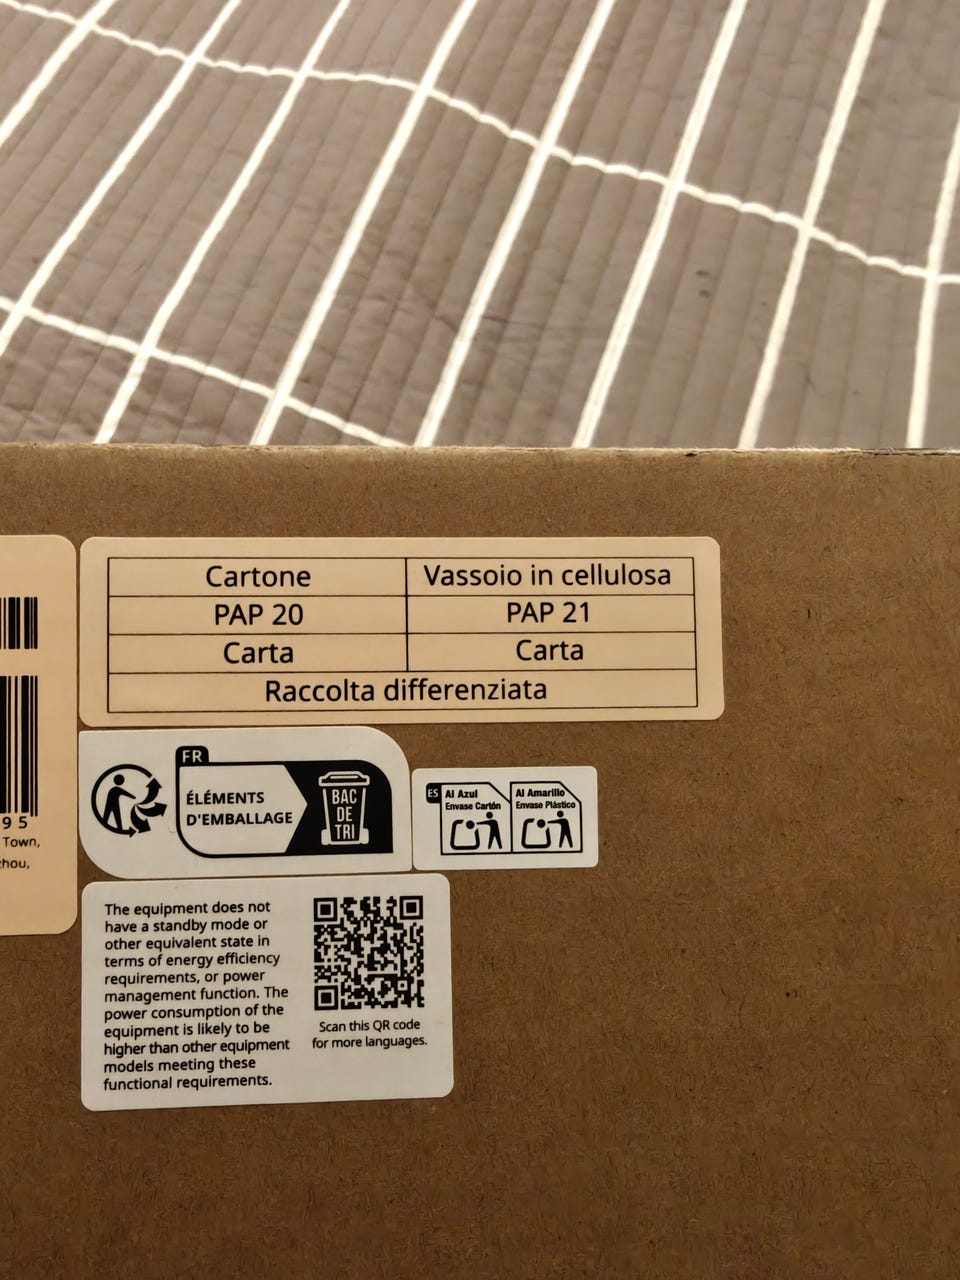 Cartone Vassoio in cellulosa
PAP 20 PAP 21
Carta Carta
Raccolta differenziata
9 5
Town,
FR
ÉLÉMENTS
D'EMBALLAGE
BAC
DE
TRI
ES
Al Azul
Envase Cartón
Al Amarillo
Envase Plástico
The equipment does not
have a standby mode or
other equivalent state in
terms of energy efficiency
requirements, or power
management function. The
power consumption of the
equipment is likely to be
higher than other equipment
models meeting these
functional requirements.
Scan this QR code
for more languages.